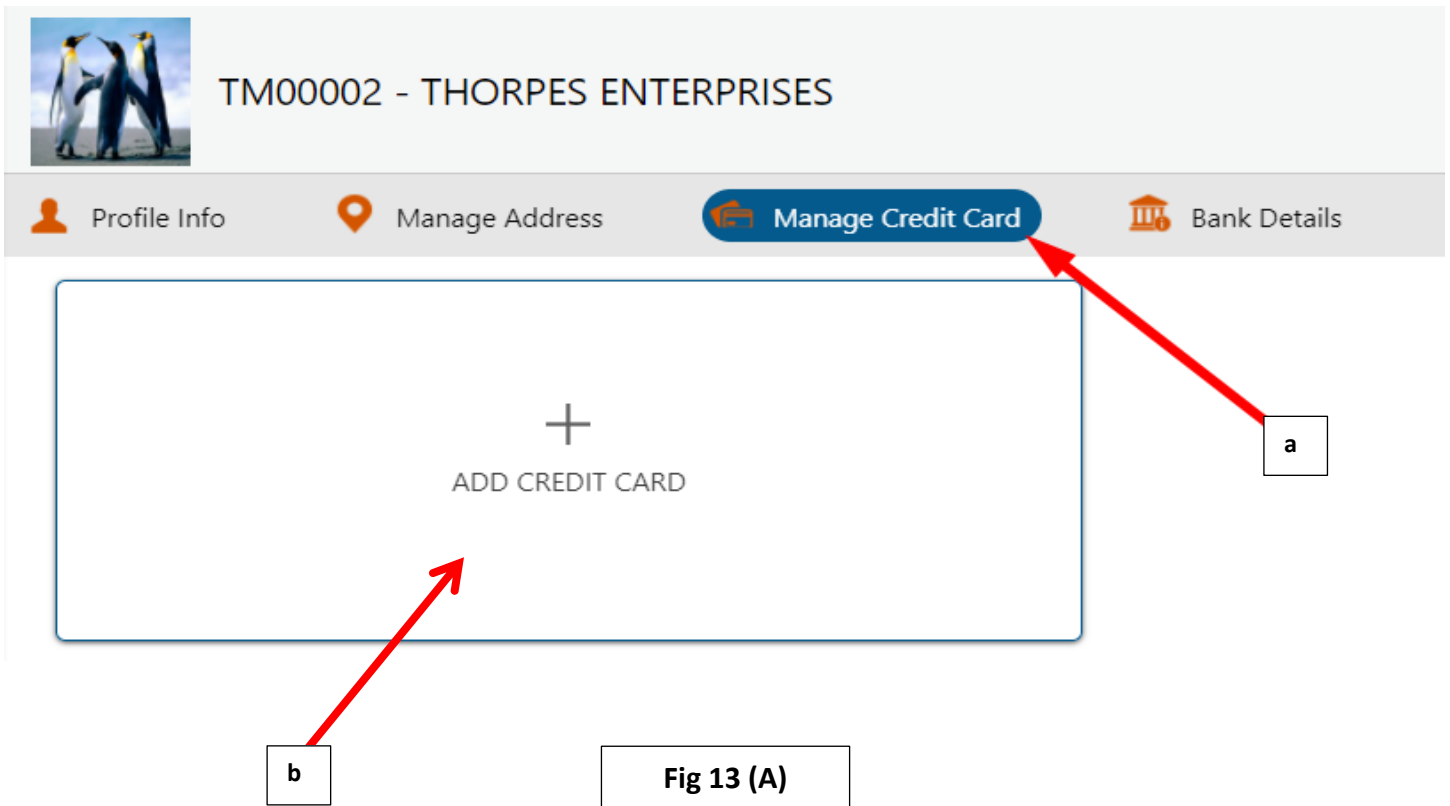 TM00002 - THORPES ENTERPRISES
Profile Info Manage Address Manage Credit Card Bank Details
ADD CREDIT CARD
a
b
Fig 13 (A)